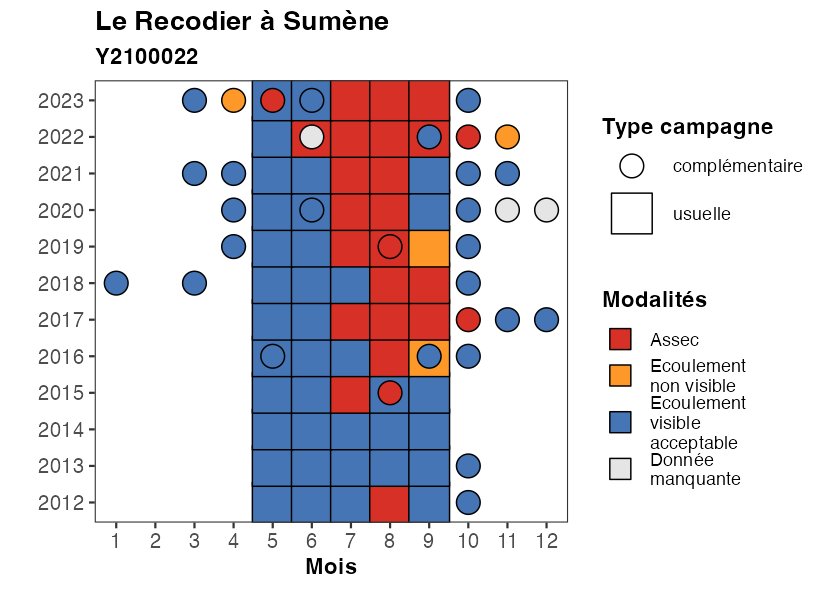 Le Recodier à Sumène
Y2100022
2023
2022
2021
2020
2019
2018
2017
2016
2015
2014
2013
2012
1 2 3 4 5 6 7 8 9 10 11 12
Mois
Type campagne
complémentaire
usuelle
Modalités
Assec
Ecoulement
non visible
Ecoulement
visible
acceptable
Donnée
manquante